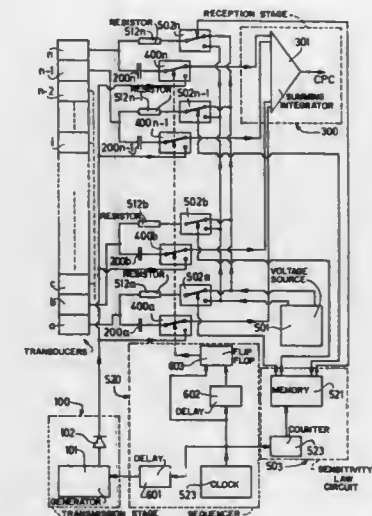 RESISTOR 502n RECEPTION STAGE
512n
n 400n 301
n-1 200n RESISTOR CPC
n-2 512n-1 502n-1 SUMMING INTEGRATOR
400n-1 300
i
200n-1
512b 502b
RESISTOR
400b
200b
RESISTOR 502a VOLTAGE SOURCE
c 512a
b 400a 501
a
200a
TRANSDUCERS FLIP FLOP
603 MEMORY
520 521
100 602
102 DELAY COUNTER
101 DELAY 523
503 SENSITIVITY LAW CIRCUIT
GENERATOR 601 523 CLOCK
TRANSMISSION STAGE SEQUENCER